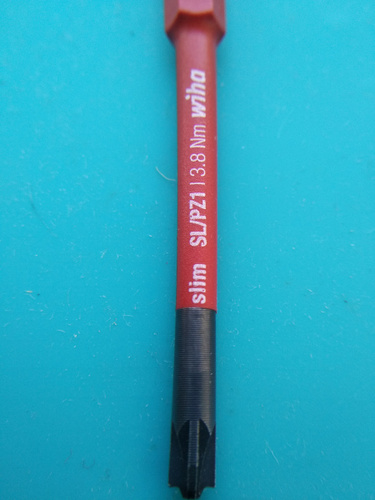 slim SL/PZ1 | 3.8 Nm wiha